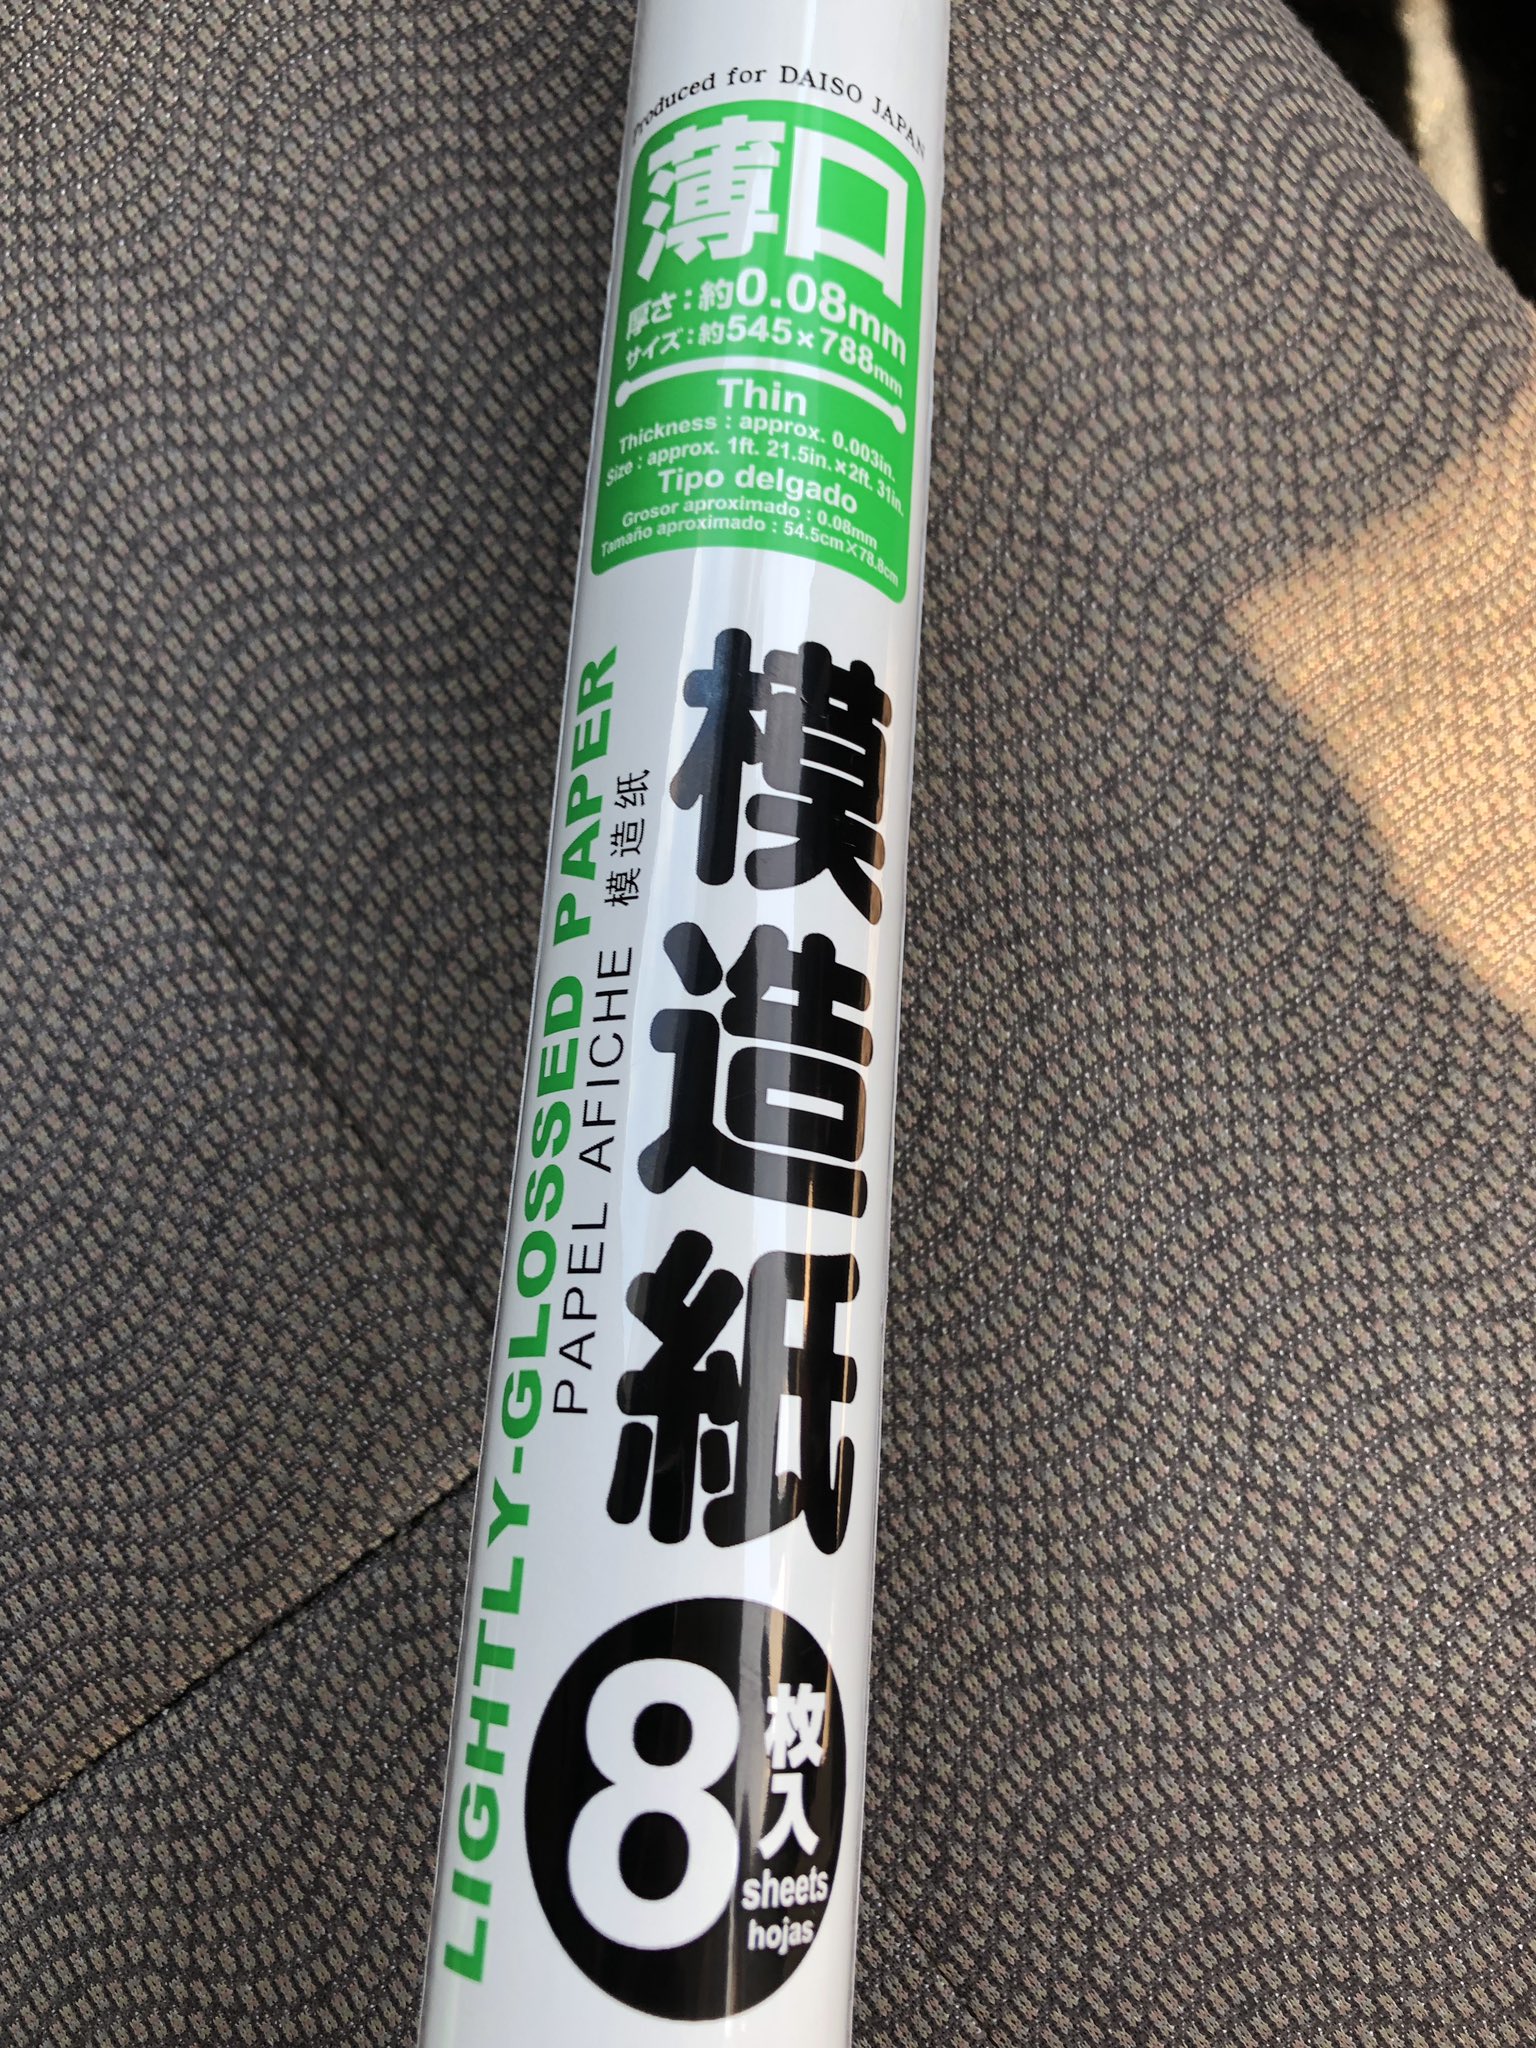 Produced for DAISO JAPAN
薄口
厚さ：約0.08mm
サイズ：約545×788mm
Thin
Thickness : approx. 0.003in.
Size : approx. 1ft. 21.5in.×2ft. 31in.
Tipo delgado
Grosor aproximado : 0.08mm
Tamaño aproximado : 54.5cm×78.8cm
模造紙
LIGHTLY-GLOSSED PAPER
PAPEL AFICHE 模造纸
8枚入
sheets
hojas